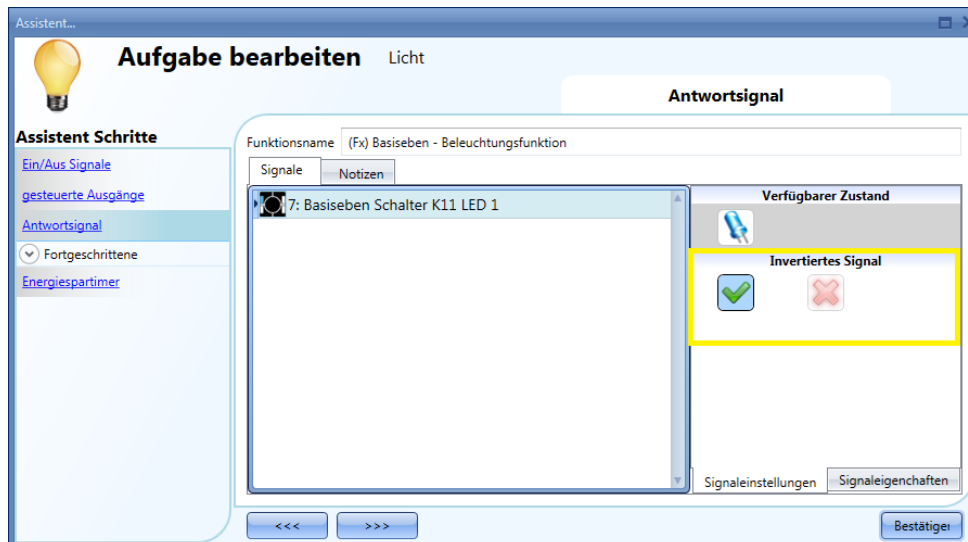 Assistent...
Aufgabe bearbeiten Licht
Antwortsignal
Assistent Schritte
Ein/Aus Signale
gesteuerte Ausgänge
Antwortsignal
Fortgeschrittene
Energiespartimer
Funktionsname (Fx) Basiseben - Beleuchtungsfunktion
Signale Notizen
7: Basiseben Schalter K11 LED 1
Verfügbarer Zustand
Invertiertes Signal
Signaleinstellungen Signaleigenchaften
<<< >>> Bestätiger